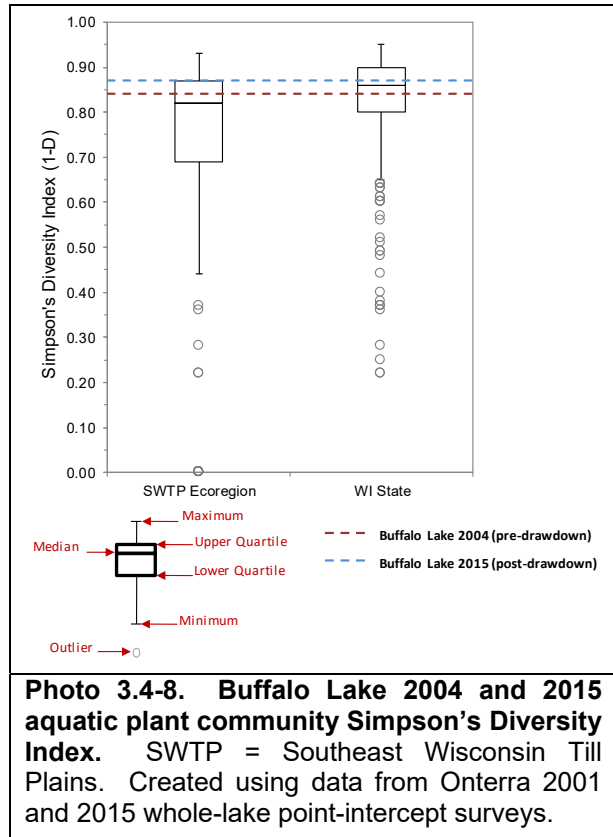 1.00
0.90
0.80
0.70
0.60
0.50
0.40
0.30
0.20
0.10
0.00
Simpson's Diversity Index (1-D)
SWTP Ecoregion
WI State
Maximum
Median
Upper Quartile
Lower Quartile
Minimum
Outlier
Buffalo Lake 2004 (pre-drawdown)
Buffalo Lake 2015 (post-drawdown)
Photo 3.4-8. Buffalo Lake 2004 and 2015
aquatic plant community Simpson's Diversity
Index. SWTP = Southeast Wisconsin Till
Plains. Created using data from Onterra 2001
and 2015 whole-lake point-intercept surveys.